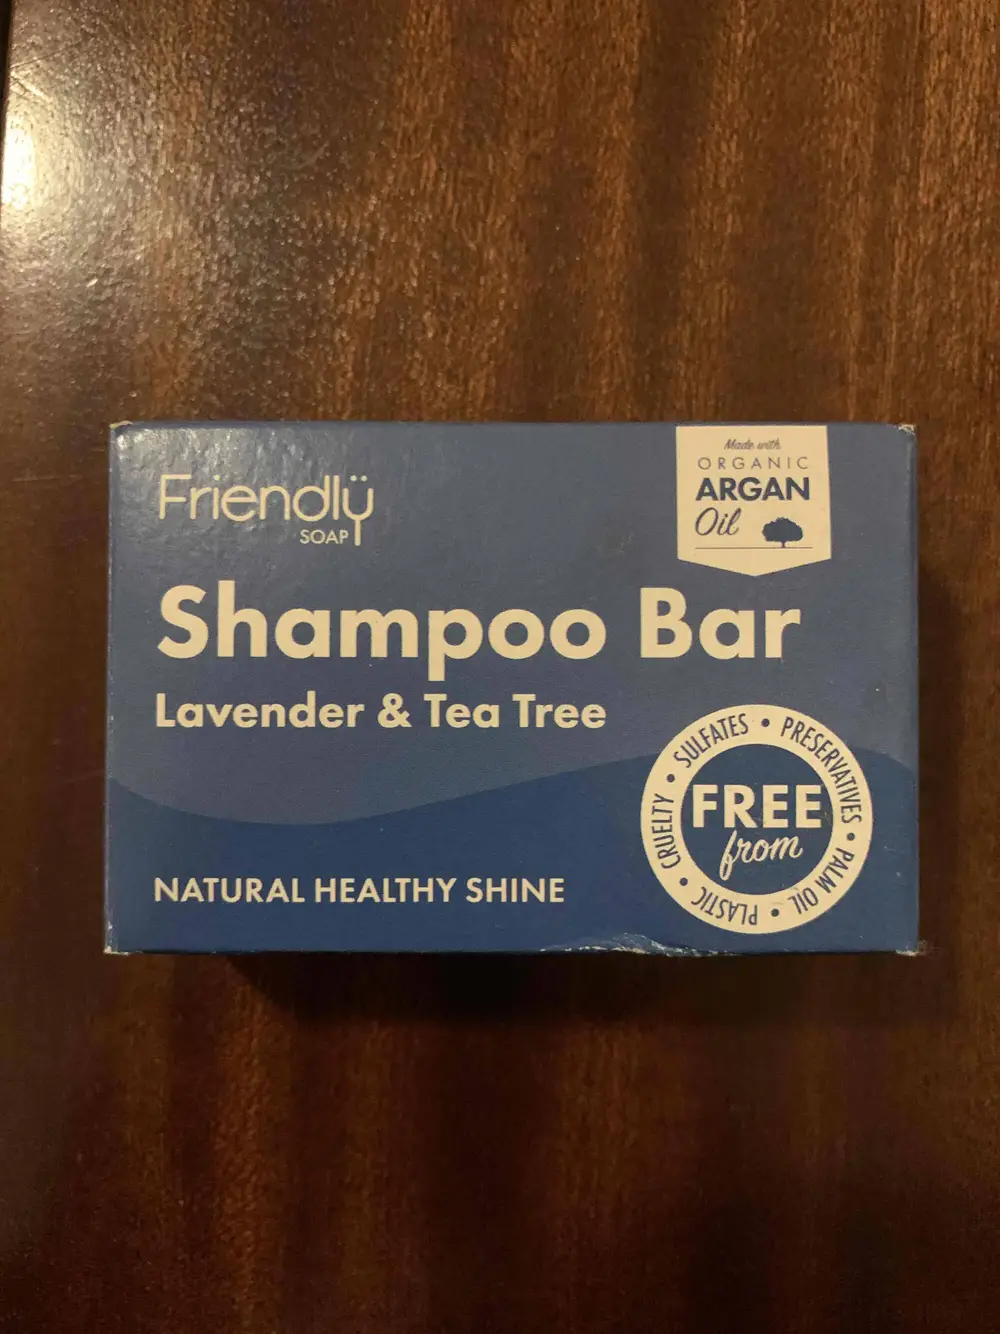 Friendlÿ
SOAP
Made with
ORGANIC
ARGAN
Oil
Shampoo Bar
Lavender & Tea Tree
NATURAL HEALTHY SHINE
FREE
from
SULFATES • PRESERVATIVES • PALM OIL • PLASTIC • CRUELTY •